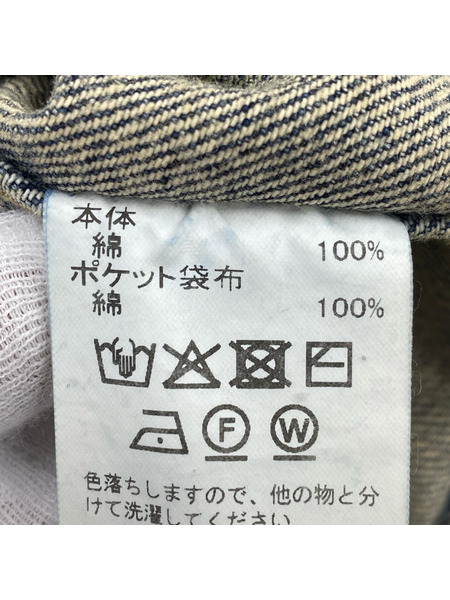 本体
綿 100%
ポケット袋布
綿 100%
F W
色落ちしますので、他の物と分
けて洗濯してください